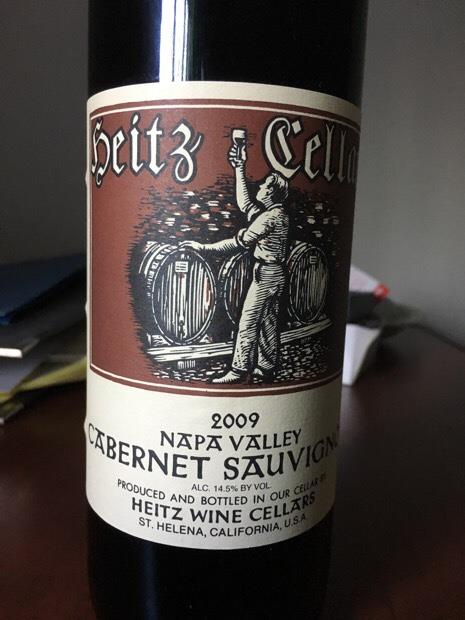 Heitz Cella
2009
NAPA VALLEY
CABERNET SAUVIGNO
ALC. 14.5% BY VOL.
PRODUCED AND BOTTLED IN OUR CELLAR BY
HEITZ WINE CELLARS
ST. HELENA, CALIFORNIA, U.S.A